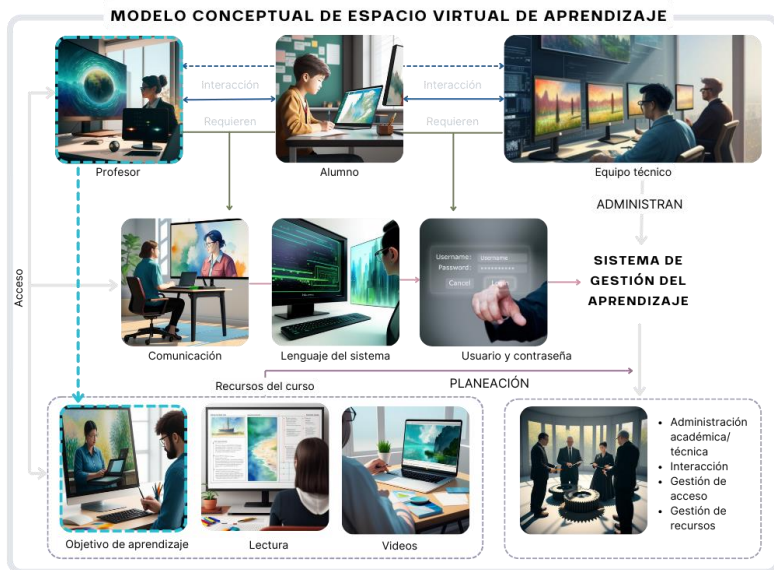 MODELO CONCEPTUAL DE ESPACIO VIRTUAL DE APRENDIZAJE
Interacción
Interacción
Requieren
Requieren
Profesor
Alumno
Equipo técnico
ADMINISTRAN
Username:
Username
Password:
Cancel
SISTEMA DE
GESTIÓN DEL
APRENDIZAJE
Acceso
Comunicación
Lenguaje del sistema
Usuario y contraseña
Recursos del curso
PLANEACIÓN
Administración
académica/
técnica
Interacción
Gestión de
acceso
Gestión de
recursos
Objetivo de aprendizaje
Lectura
Videos